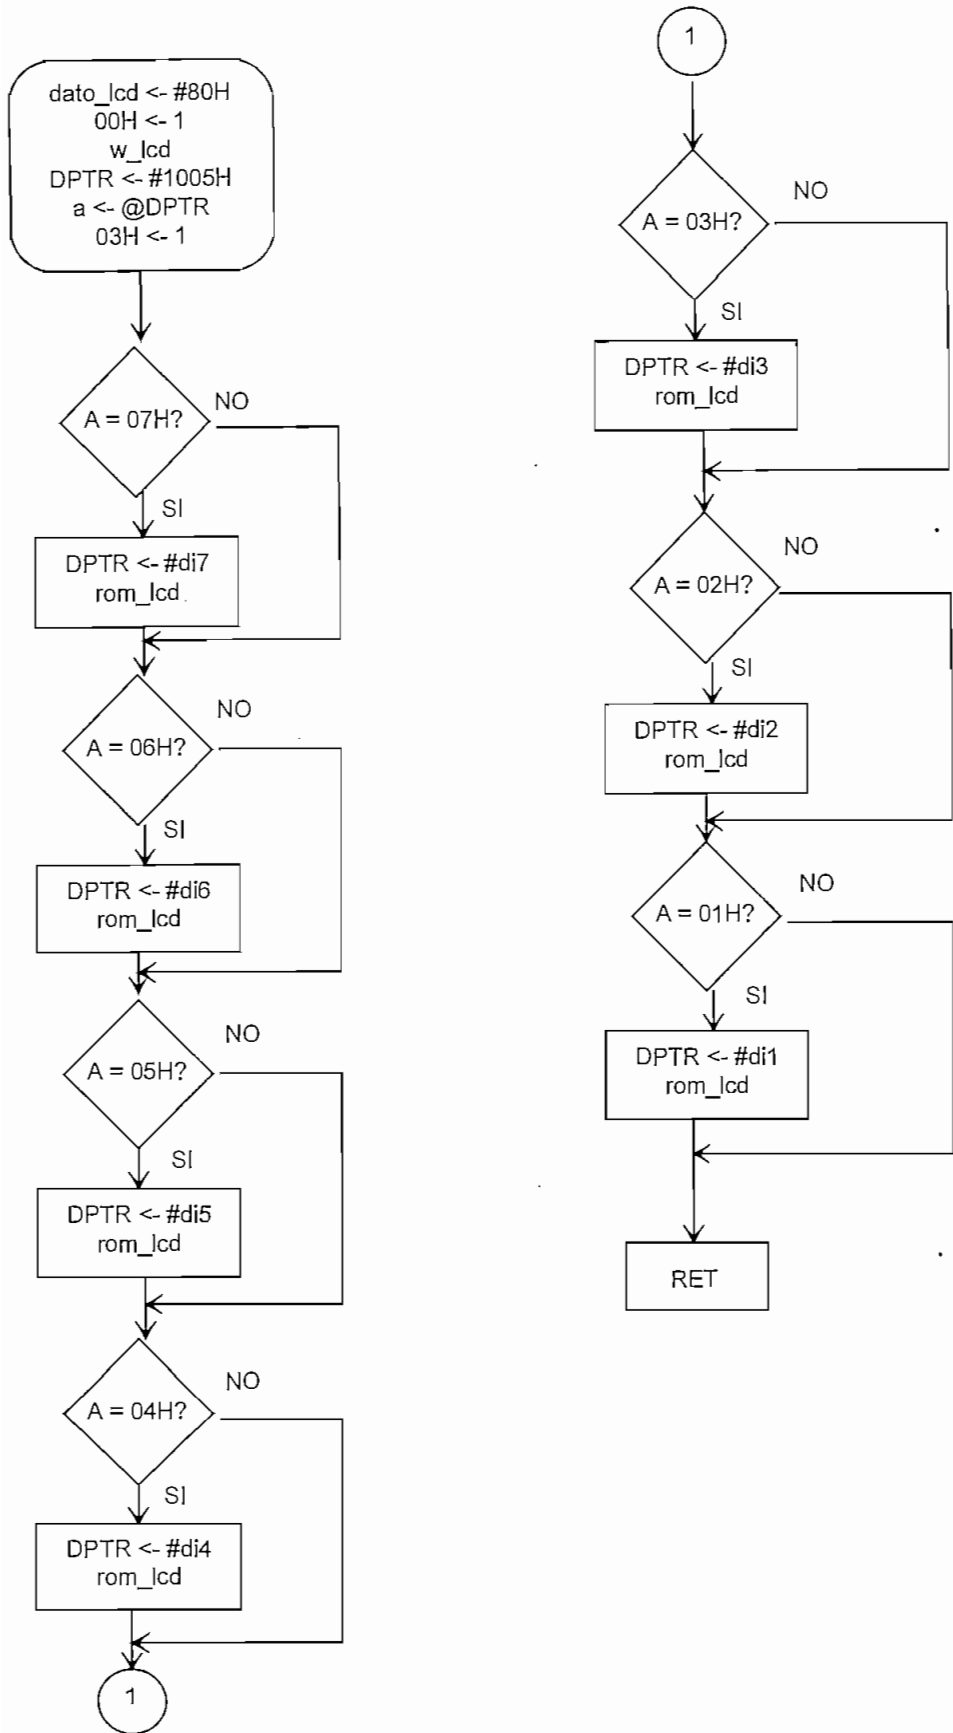 dato_lcd <- #80H
00H <- 1
w_lcd
DPTR <- #1005H
a <- @DPTR
03H <- 1
A = 07H?
NO
SI
DPTR <- #di7
rom_lcd
A = 06H?
NO
SI
DPTR <- #di6
rom_lcd
A = 05H?
NO
SI
DPTR <- #di5
rom_lcd
A = 04H?
NO
SI
DPTR <- #di4
rom_lcd
1
1
A = 03H?
NO
SI
DPTR <- #di3
rom_lcd
A = 02H?
NO
SI
DPTR <- #di2
rom_lcd
A = 01H?
NO
SI
DPTR <- #di1
rom_lcd
RET